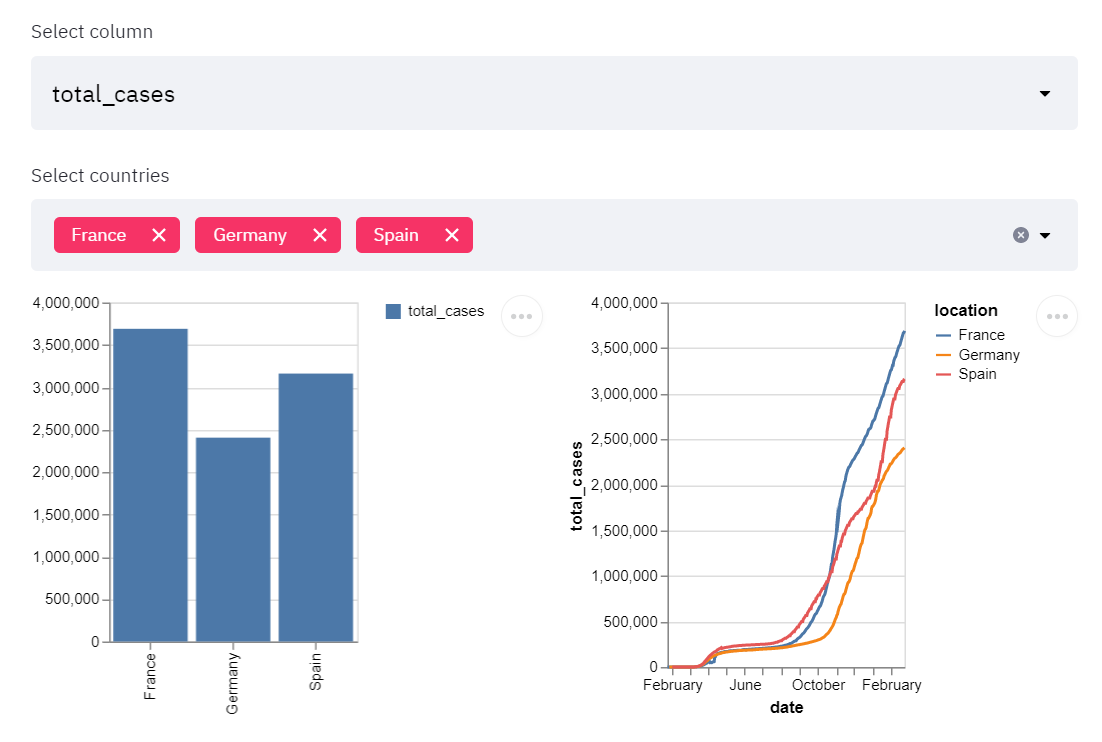 Select column
total_cases
Select countries
France Germany Spain
4,000,000
3,500,000
3,000,000
2,500,000
2,000,000
1,500,000
1,000,000
500,000
0
France Germany Spain
total_cases
total_cases
4,000,000
3,500,000
3,000,000
2,500,000
2,000,000
1,500,000
1,000,000
500,000
0
February June October February
date
location
France
Germany
Spain